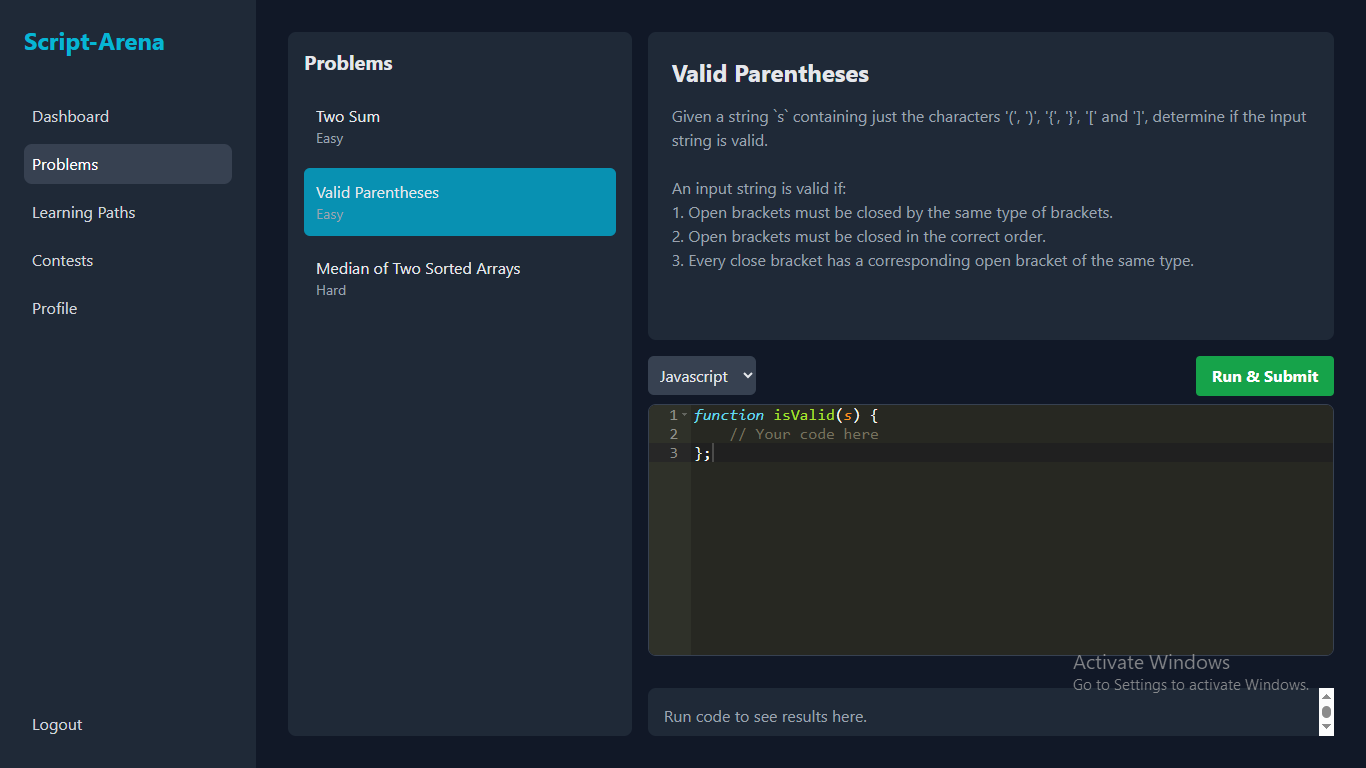 Script-Arena
Dashboard
Problems
Learning Paths
Contests
Profile
Logout
Problems
Two Sum
Easy
Valid Parentheses
Easy
Median of Two Sorted Arrays
Hard
Valid Parentheses
Given a string `s` containing just the characters '(', ')', '{', '}', '[' and ']', determine if the input
string is valid.
An input string is valid if:
1. Open brackets must be closed by the same type of brackets.
2. Open brackets must be closed in the correct order.
3. Every close bracket has a corresponding open bracket of the same type.
Javascript
Run & Submit
1 function isValid(s) {
2     // Your code here
3 };
Activate Windows
Go to Settings to activate Windows.
Run code to see results here.